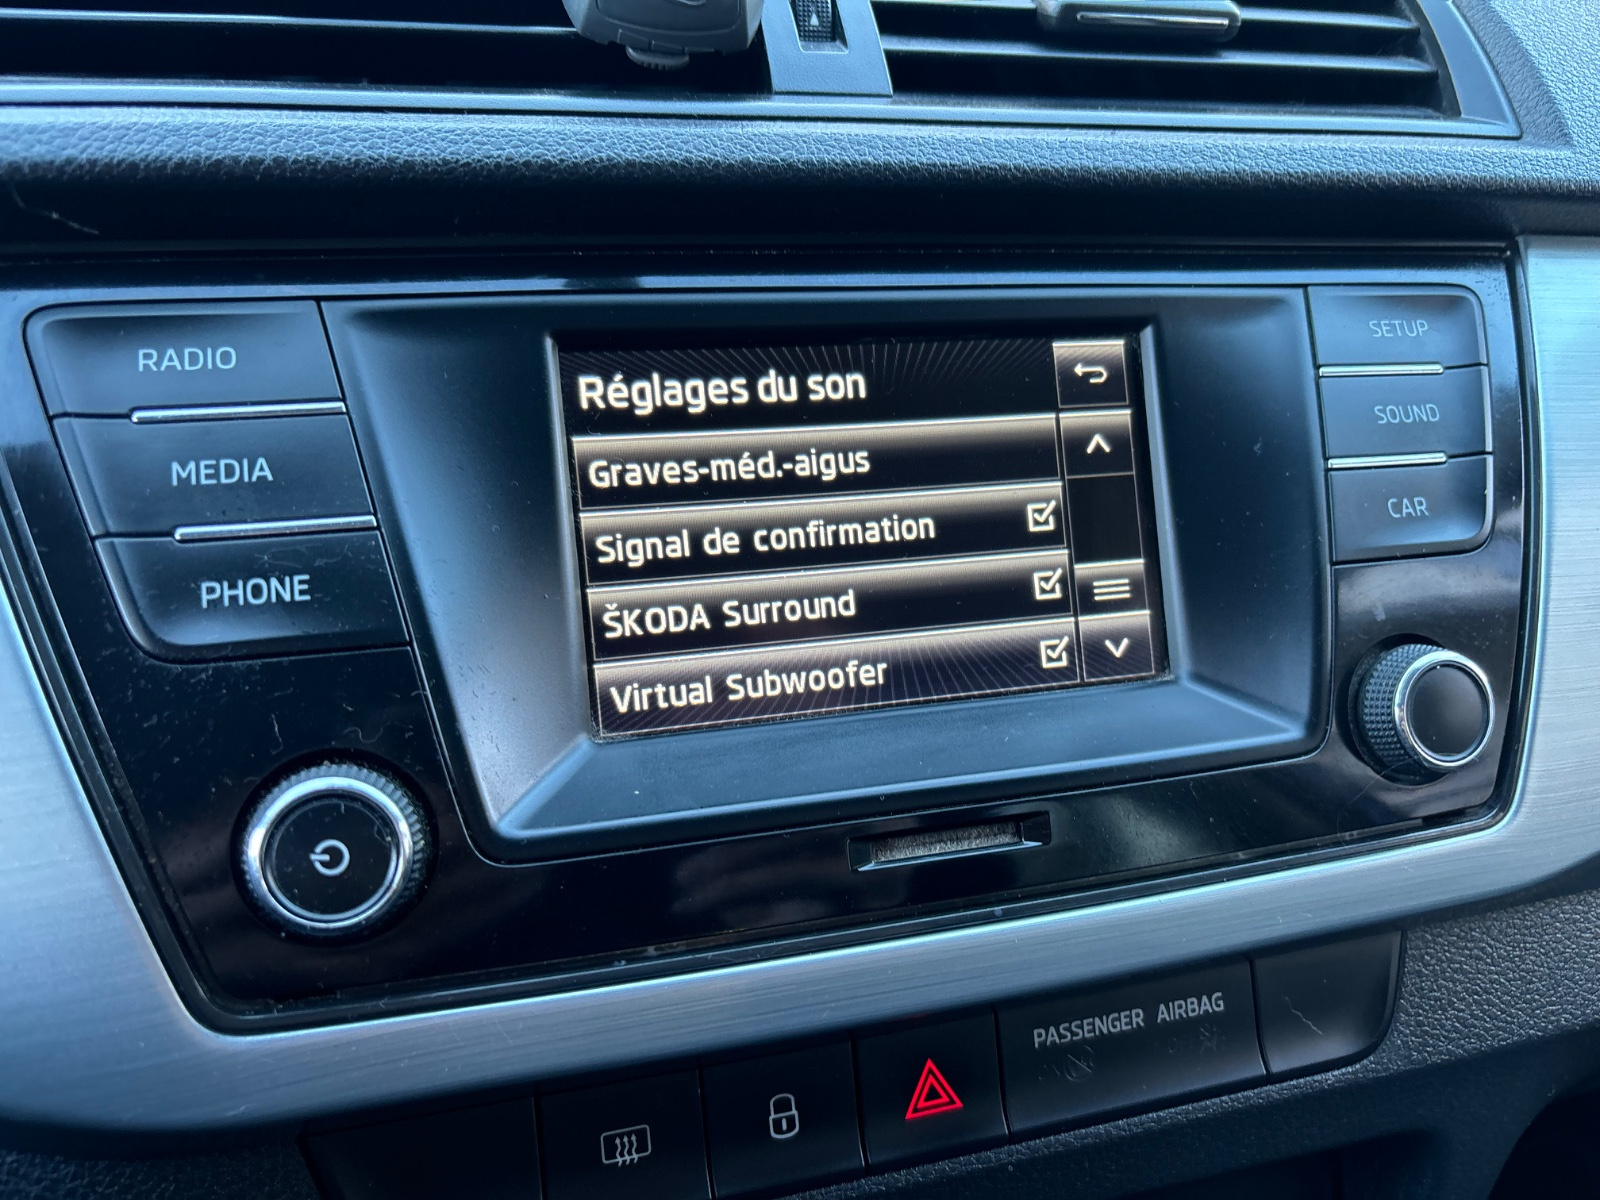 RADIO
MEDIA
PHONE
Réglages du son
Graves-méd.-aigus
Signal de confirmation
ŠKODA Surround
Virtual Subwoofer
SETUP
SOUND
CAR
PASSENGER AIRBAG